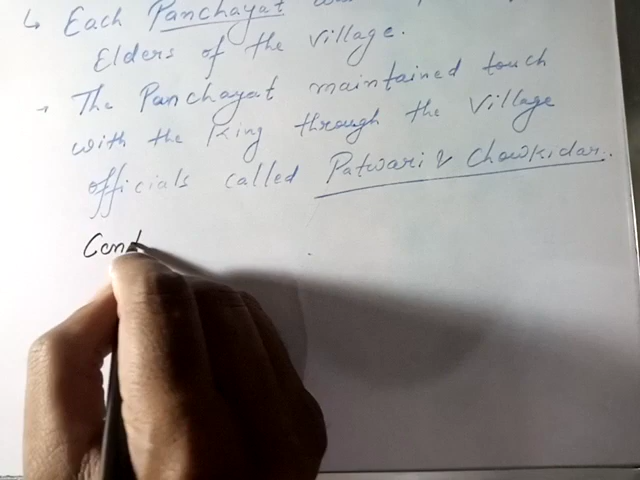 ↳ Each Panchayat
Elders of the Village.
→ The Panchayat maintained touch
with the King through the Village
officials called Patwari & Chowkidar.
Cond